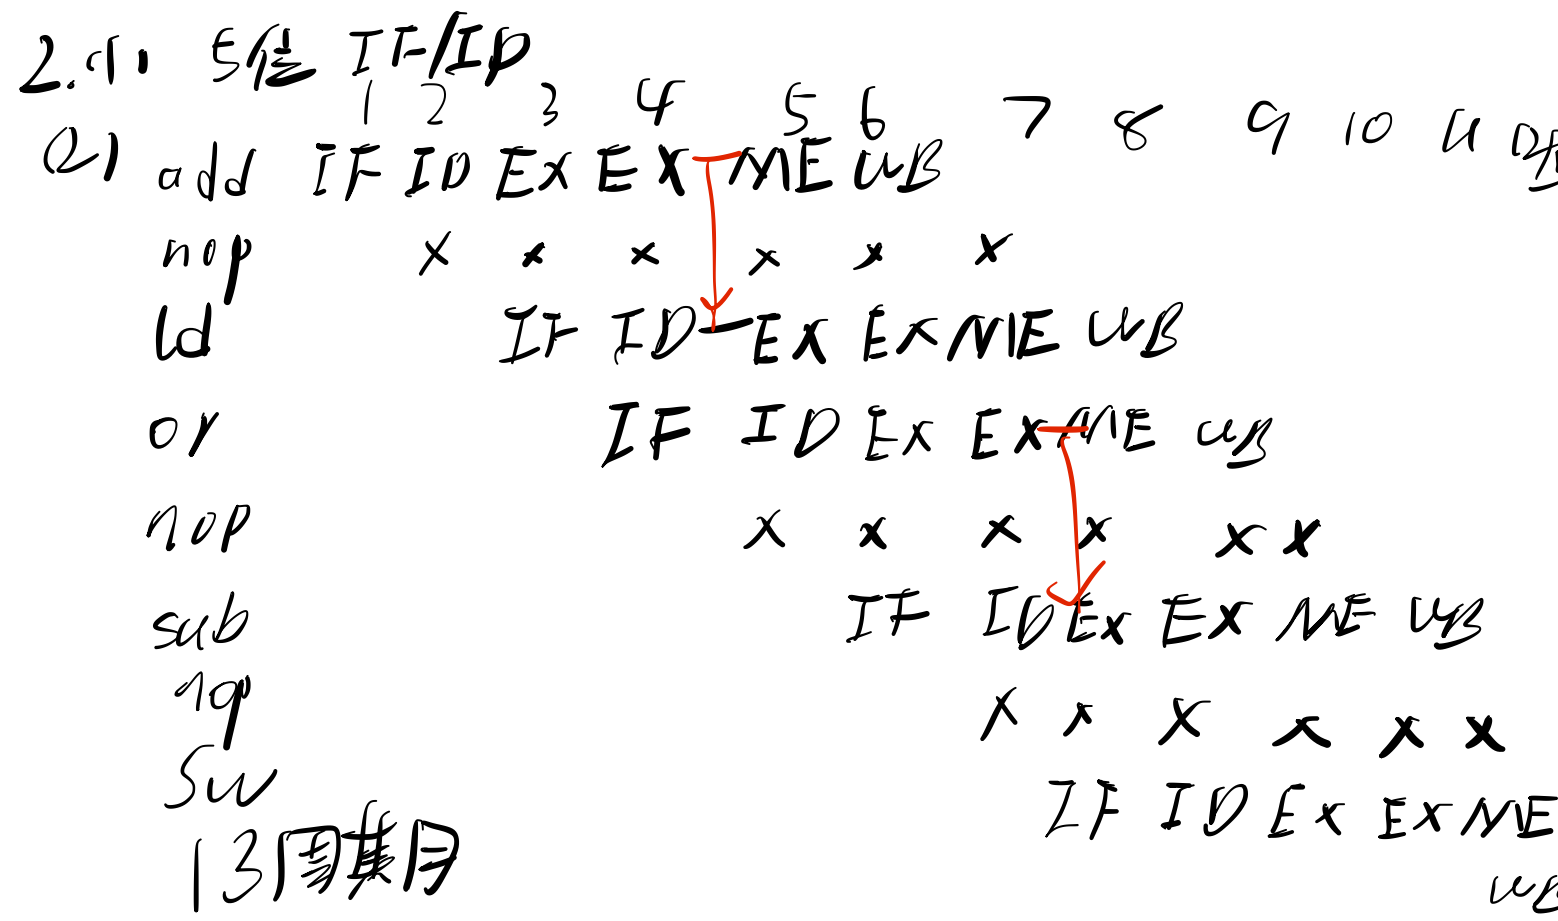 2.(1) 5倍 IF/ID
1 2 3 4 5 6 7 8 9 10 11
(2) add IF ID EX EX ME WB
nop × × × × × ×
ld IF ID EX EX ME WB
or IF ID EX EX ME WB
nop × × × × × ×
sub IF ID EX EX ME WB
nop × × × × × ×
sw IF ID EX EX ME
WB
13周期